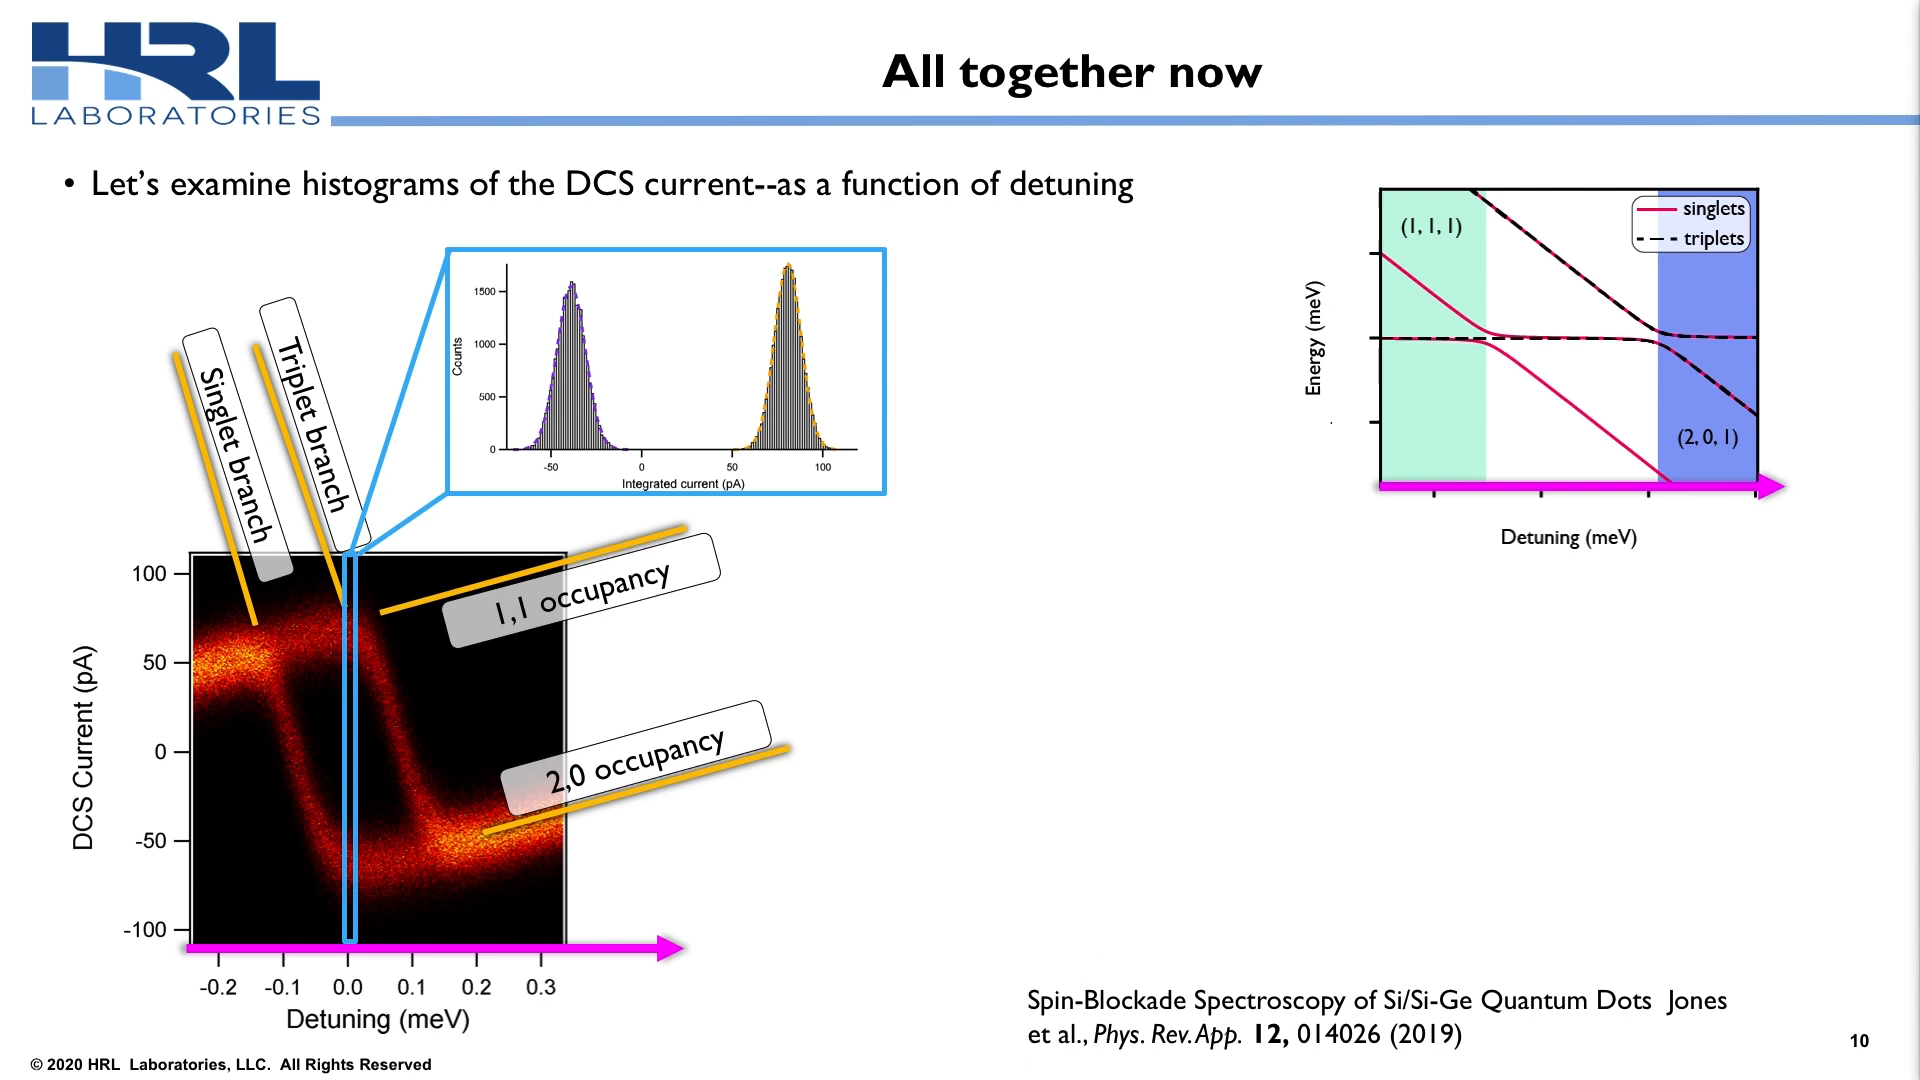 HRL
LABORATORIES
All together now
• Let's examine histograms of the DCS current--as a function of detuning
(1, 1, 1)
singlets
triplets
(2, 0, 1)
Energy (meV)
Detuning (meV)
1500
1000
500
0
Counts
-50
0
50
100
Integrated current (pA)
Singlet branch
Triplet branch
1,1 occupancy
2,0 occupancy
100
50
0
-50
-100
DCS Current (pA)
-0.2
-0.1
0.0
0.1
0.2
0.3
Detuning (meV)
Spin-Blockade Spectroscopy of Si/Si-Ge Quantum Dots Jones
et al., Phys. Rev. App. 12, 014026 (2019)
10
© 2020 HRL Laboratories, LLC. All Rights Reserved